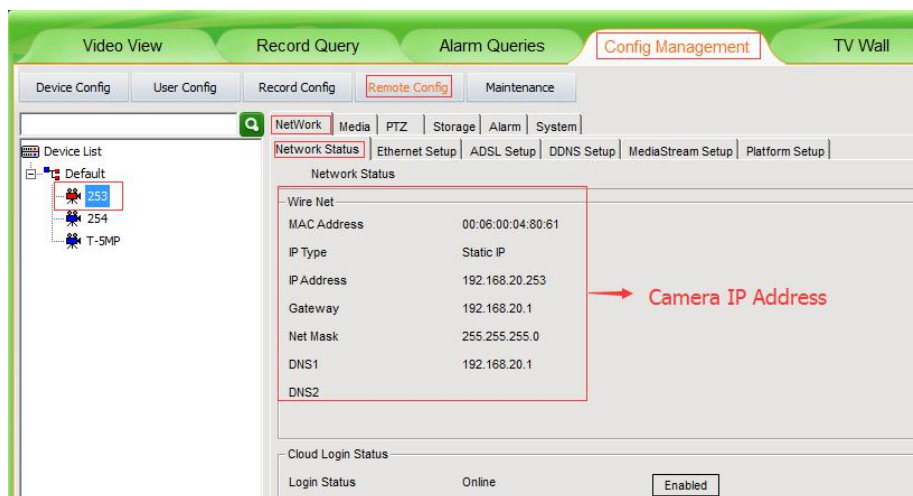 Video View Record Query Alarm Queries Config Management TV Wall
Device Config User Config Record Config Remote Config Maintenance
NetWork Media PTZ Storage Alarm System
Network Status Ethernet Setup ADSL Setup DDNS Setup MediaStream Setup Platform Setup
Device List
Default
253
254
T-5MP
Network Status
Wire Net
MAC Address 00:06:00:04:80:61
IP Type Static IP
IP Address 192.168.20.253
Gateway 192.168.20.1
Net Mask 255.255.255.0
DNS1 192.168.20.1
DNS2
Camera IP Address
Cloud Login Status
Login Status Online Enabled